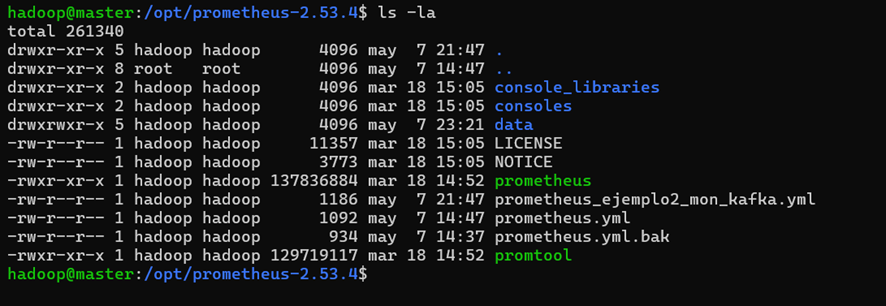 hadoop@master:/opt/prometheus-2.53.4$ ls -la
total 261340
drwxr-xr-x 5 hadoop hadoop      4096 may  7 21:47 .
drwxr-xr-x 8 root   root        4096 may  7 14:47 ..
drwxr-xr-x 2 hadoop hadoop      4096 mar 18 15:05 console_libraries
drwxr-xr-x 2 hadoop hadoop      4096 mar 18 15:05 consoles
drwxrwxr-x 5 hadoop hadoop      4096 may  7 23:21 data
-rw-r--r-- 1 hadoop hadoop     11357 mar 18 15:05 LICENSE
-rw-r--r-- 1 hadoop hadoop      3773 mar 18 15:05 NOTICE
-rwxr-xr-x 1 hadoop hadoop 137836884 mar 18 14:52 prometheus
-rw-r--r-- 1 hadoop hadoop      1186 may  7 21:47 prometheus_ejemplo2_mon_kafka.yml
-rw-r--r-- 1 hadoop hadoop      1092 may  7 14:47 prometheus.yml
-rw-r--r-- 1 hadoop hadoop       934 may  7 14:37 prometheus.yml.bak
-rwxr-xr-x 1 hadoop hadoop 129719117 mar 18 14:52 promtool
hadoop@master:/opt/prometheus-2.53.4$